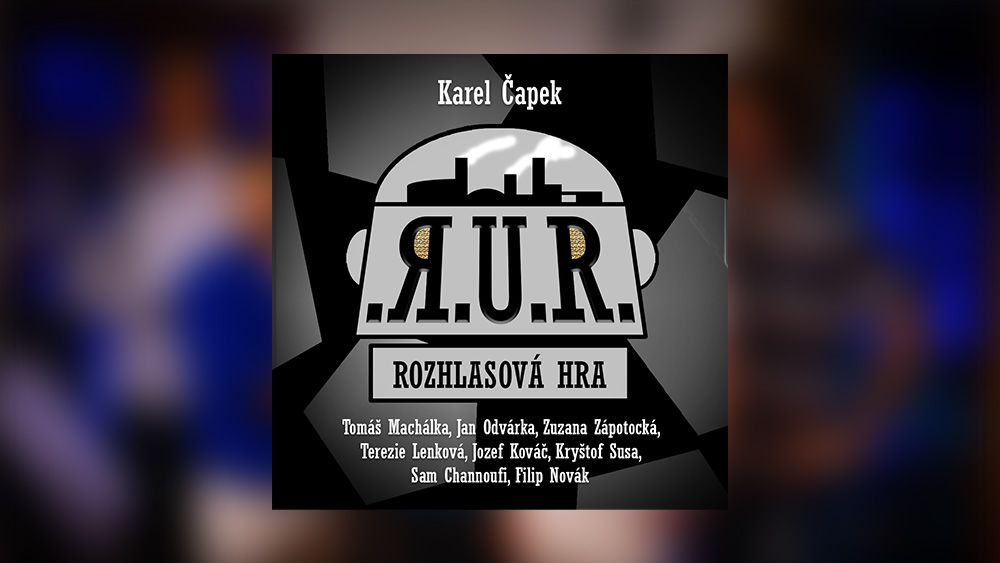 Karel Čapek
.Я.U.R.
ROZHLASOVÁ HRA
Tomáš Machálka, Jan Odvárka, Zuzana Zápotocká,
Terezie Lenková, Jozef Kováč, Kryštof Susa,
Sam Channoufi, Filip Novák